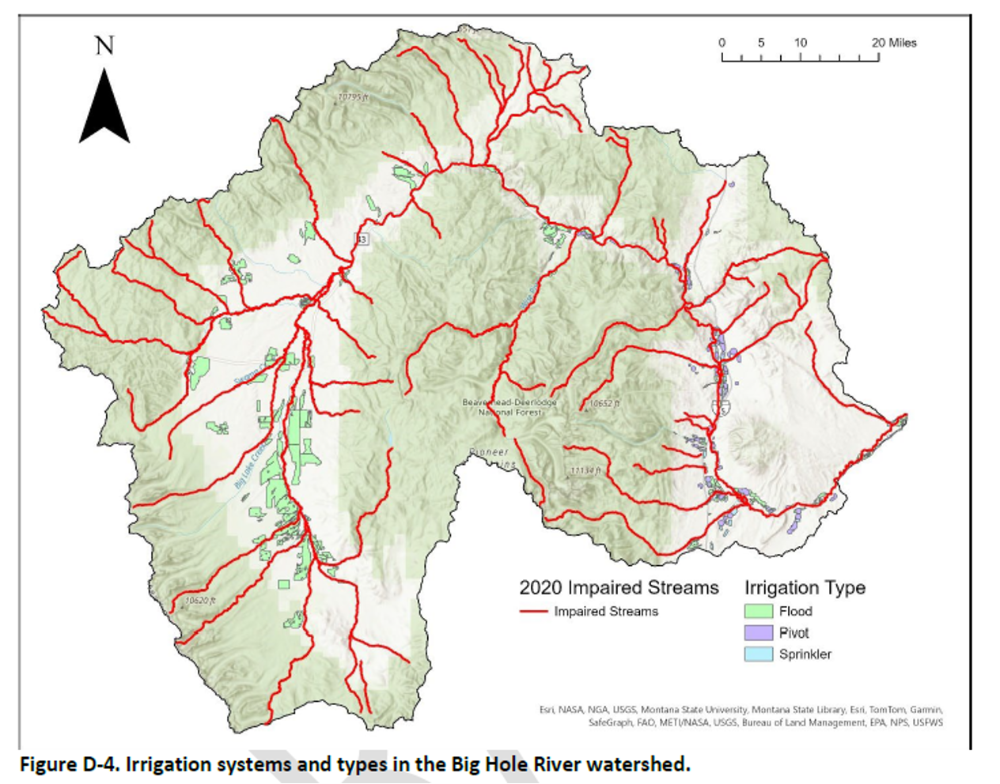 N
0 5 10 20 Miles
10795 ft
43
Swamp C
Big Lake Creek
Beaverhead-Deerlodge
National Forest
10652 ft
Pioneer
11134 ft
10620 ft
2020 Impaired Streams
Impaired Streams
Irrigation Type
Flood
Pivot
Sprinkler
Esri, NASA, NGA, USGS, Montana State University, Montana State Library, Esri, TomTom, Garmin,
SafeGraph, FAO, METI/NASA, USGS, Bureau of Land Management, EPA, NPS, USFWS
Figure D-4. Irrigation systems and types in the Big Hole River watershed.